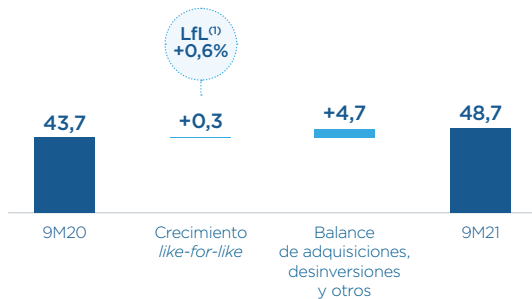 LfL(1)
+0,6%
43,7
+0,3
+4,7
48,7
9M20
Crecimiento
like-for-like
Balance
de adquisiciones,
desinversiones
y otros
9M21